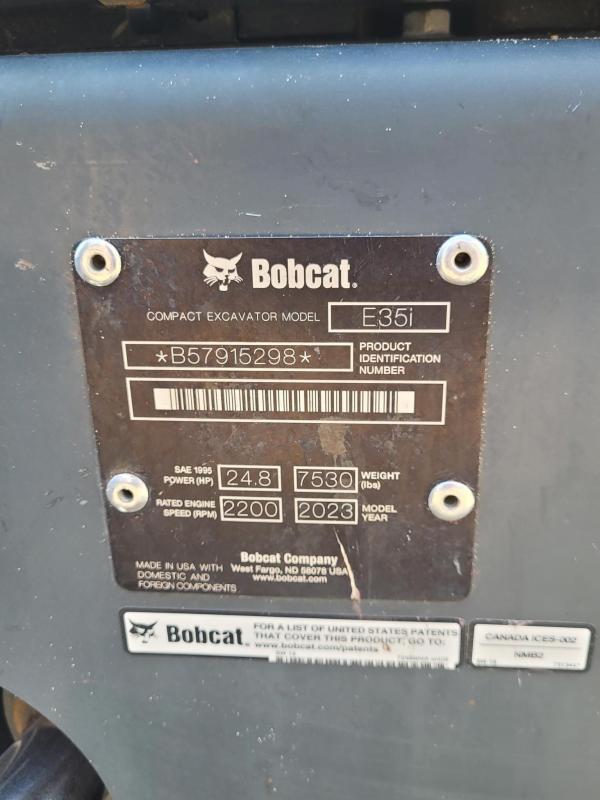 Bobcat.
COMPACT EXCAVATOR MODEL E35i
*B57915298* PRODUCT IDENTIFICATION NUMBER
SAE 1995 POWER (HP) 24.8 7530 WEIGHT (lbs)
RATED ENGINE SPEED (RPM) 2200 2023 MODEL YEAR
Bobcat Company
West Fargo, ND 58078 USA
www.bobcat.com
MADE IN USA WITH
DOMESTIC AND
FOREIGN COMPONENTS
Bobcat.
FOR A LIST OF UNITED STATES PATENTS
THAT COVER THIS PRODUCT, GO TO:
www.bobcat.com/patents
CANADA ICES-002
NMB2